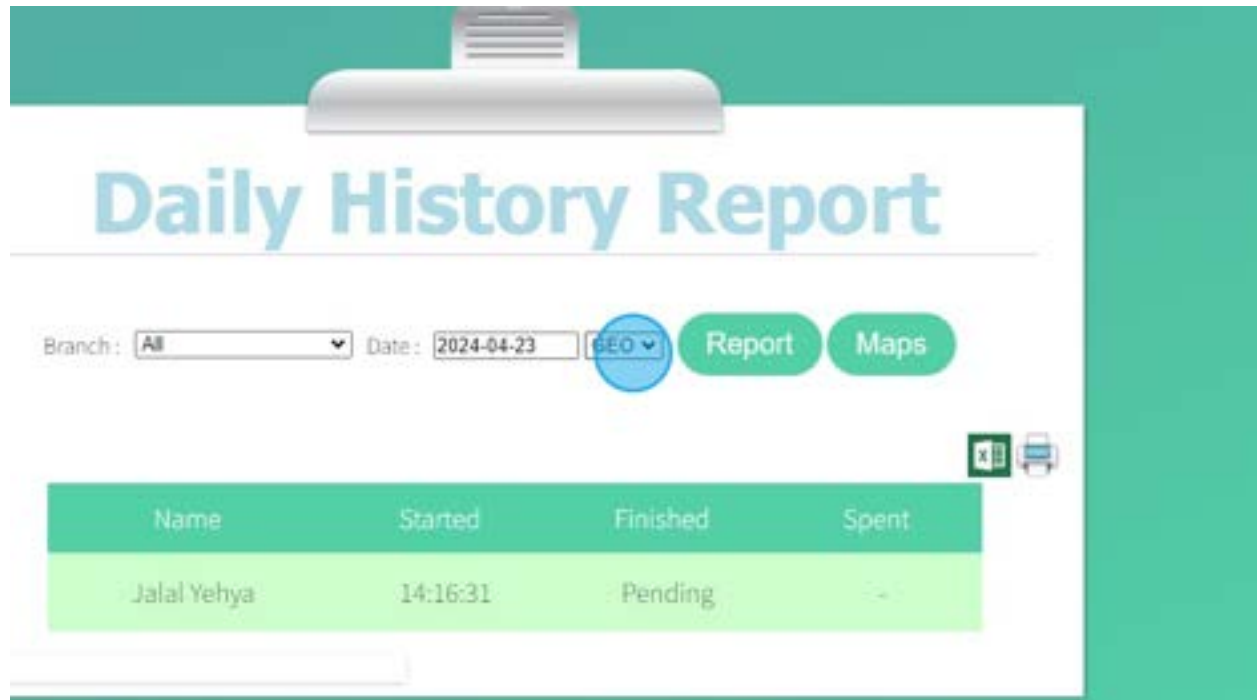 Daily History Report
Branch : All Date : 2024-04-23 GEO Report Maps
Name Started Finished Spent
Jalal Yehya 14:16:31 Pending -